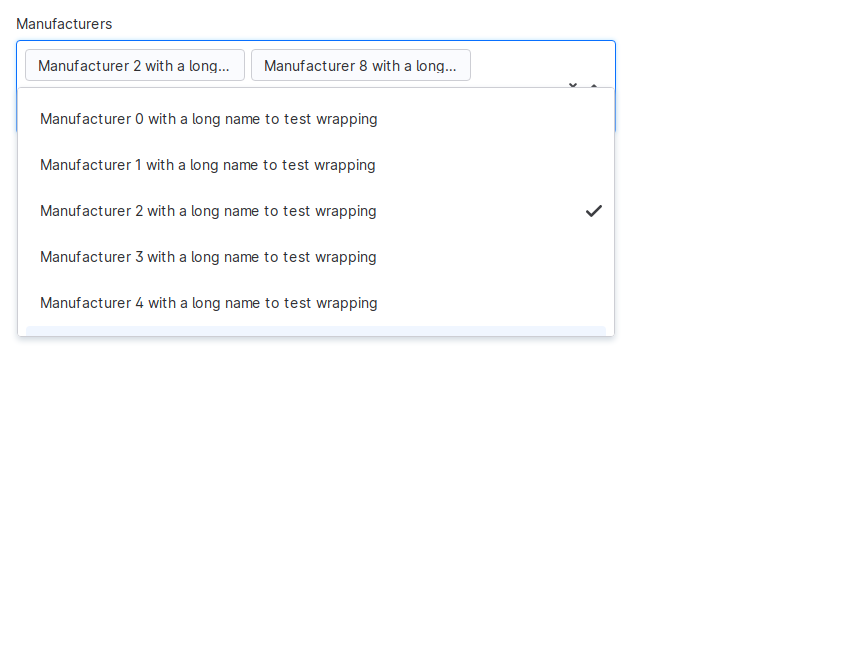 Manufacturers
Manufacturer 2 with a long... Manufacturer 8 with a long...
Manufacturer 0 with a long name to test wrapping
Manufacturer 1 with a long name to test wrapping
Manufacturer 2 with a long name to test wrapping
Manufacturer 3 with a long name to test wrapping
Manufacturer 4 with a long name to test wrapping